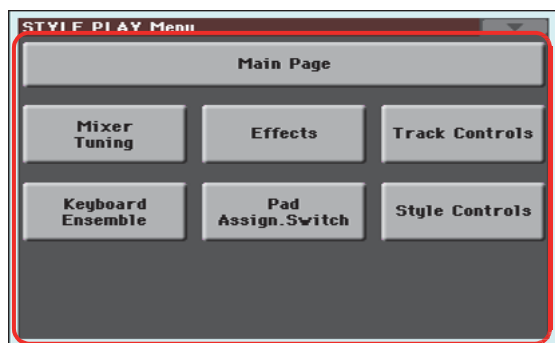 STYLE PLAY Menu
Main Page
Mixer
Tuning
Effects
Track Controls
Keyboard
Ensemble
Pad
Assign.Switch
Style Controls